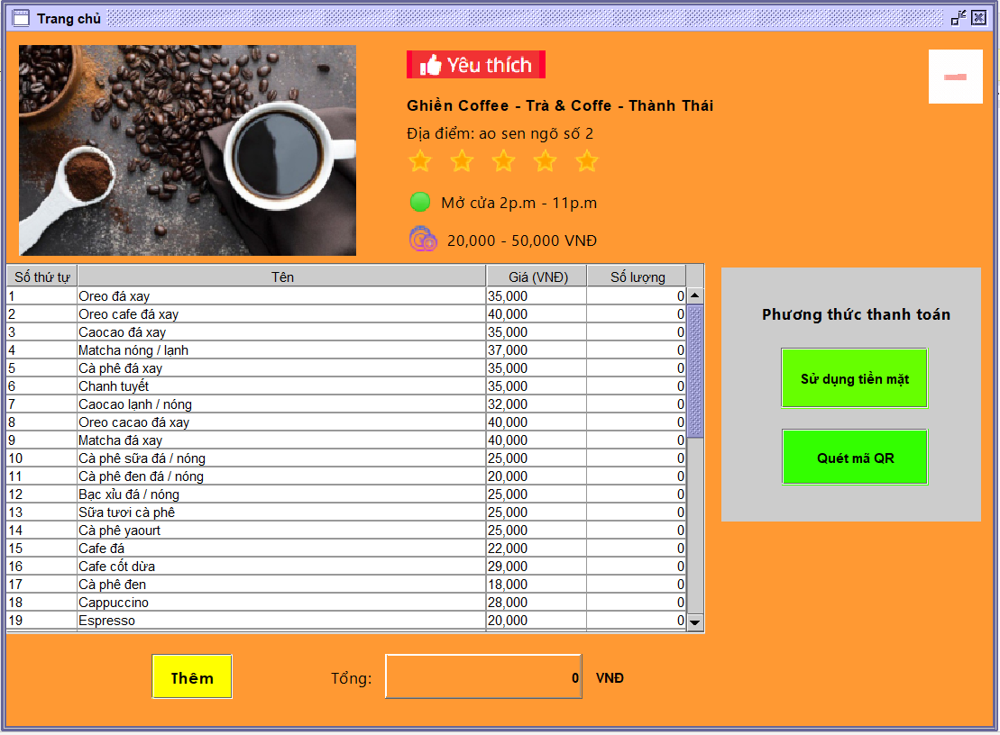 Trang chủ
Yêu thích
Ghiền Coffee - Trà & Coffe - Thành Thái
Địa điểm: ao sen ngõ số 2
Mở cửa 2p.m - 11p.m
20,000 - 50,000 VNĐ
Số thứ tự Tên Giá (VNĐ) Số lượng
1 Oreo đá xay 35,000 0
2 Oreo cafe đá xay 40,000 0
3 Caocao đá xay 35,000 0
4 Matcha nóng / lạnh 37,000 0
5 Cà phê đá xay 35,000 0
6 Chanh tuyết 35,000 0
7 Caocao lạnh / nóng 32,000 0
8 Oreo cacao đá xay 40,000 0
9 Matcha đá xay 40,000 0
10 Cà phê sữa đá / nóng 25,000 0
11 Cà phê đen đá / nóng 20,000 0
12 Bạc xỉu đá / nóng 25,000 0
13 Sữa tươi cà phê 25,000 0
14 Cà phê yaourt 25,000 0
15 Cafe đá 22,000 0
16 Cafe cốt dừa 29,000 0
17 Cà phê đen 18,000 0
18 Cappuccino 28,000 0
19 Espresso 20,000 0
Phương thức thanh toán
Sử dụng tiền mặt
Quét mã QR
Thêm
Tổng: 0 VNĐ